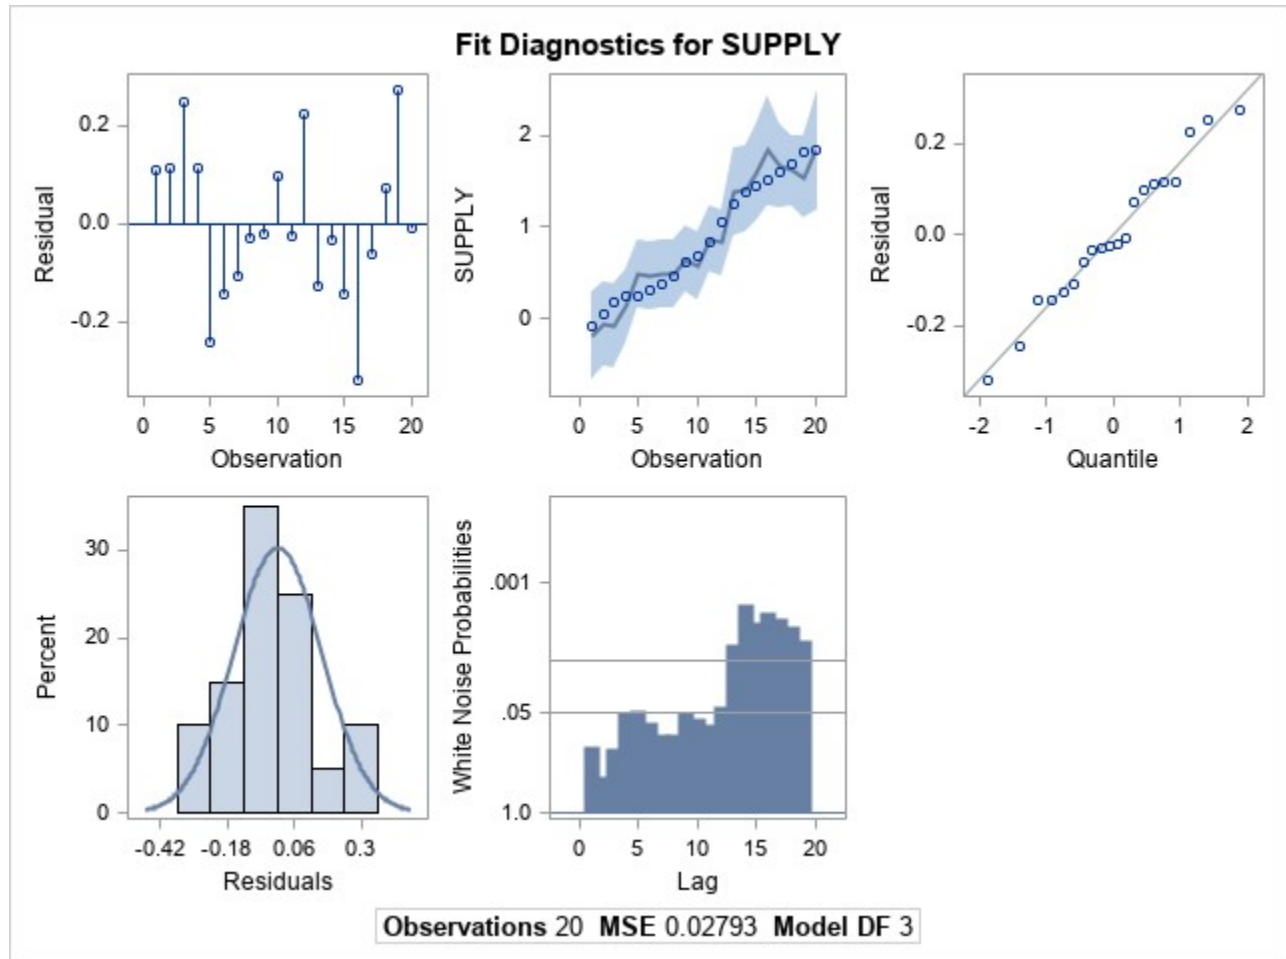 Fit Diagnostics for SUPPLY
Residual
0.2
0.0
-0.2
0 5 10 15 20
Observation
SUPPLY
2
1
0
0 5 10 15 20
Observation
Residual
0.2
0.0
-0.2
-2 -1 0 1 2
Quantile
Percent
30
20
10
0
-0.42 -0.18 0.06 0.3
Residuals
White Noise Probabilities
.001
.05
1.0
0 5 10 15 20
Lag
Observations 20 MSE 0.02793 Model DF 3